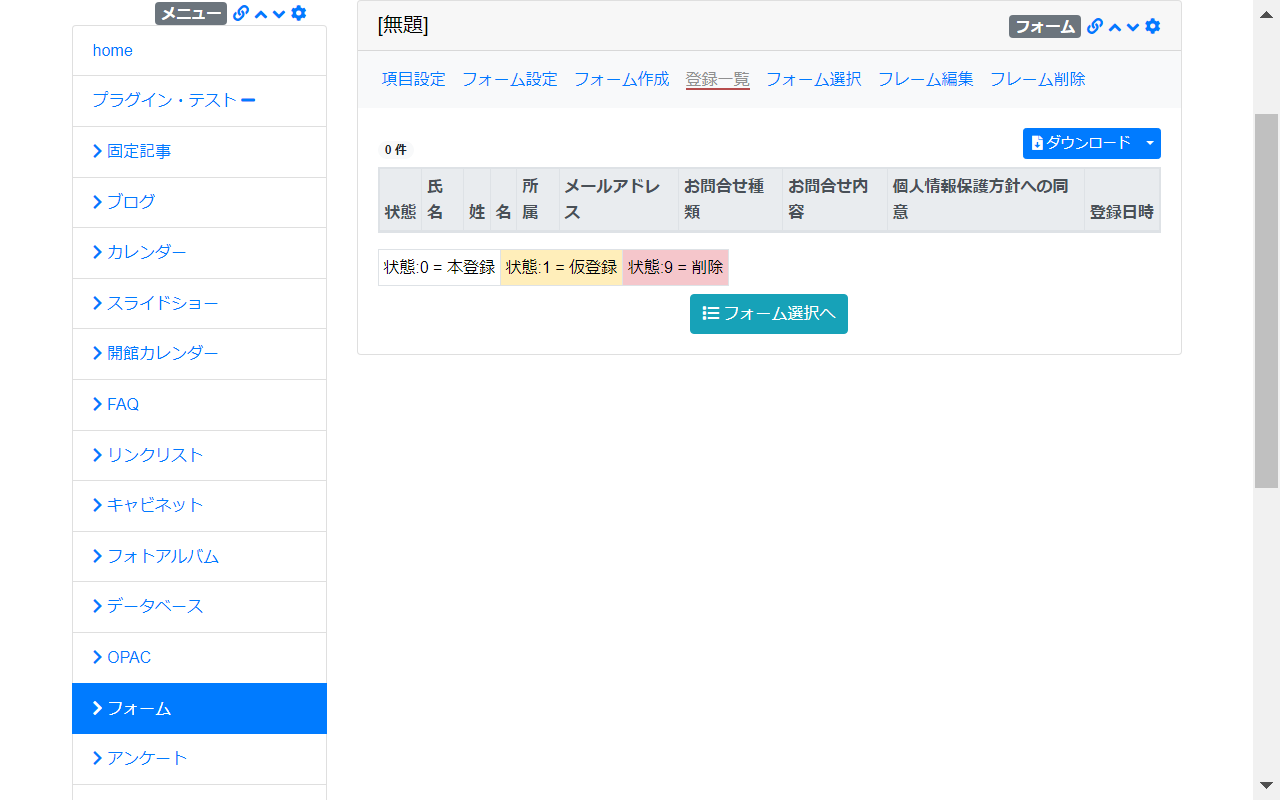 メニュー
home
プラグイン・テスト
固定記事
ブログ
カレンダー
スライドショー
開館カレンダー
FAQ
リンクリスト
キャビネット
フォトアルバム
データベース
OPAC
フォーム
アンケート
[無題]
フォーム
項目設定 フォーム設定 フォーム作成 登録一覧 フォーム選択 フレーム編集 フレーム削除
0 件
ダウンロード
状態 氏名 姓 名 所属 メールアドレス お問合せ種類 お問合せ内容 個人情報保護方針への同意 登録日時
状態:0 = 本登録 状態:1 = 仮登録 状態:9 = 削除
フォーム選択へ